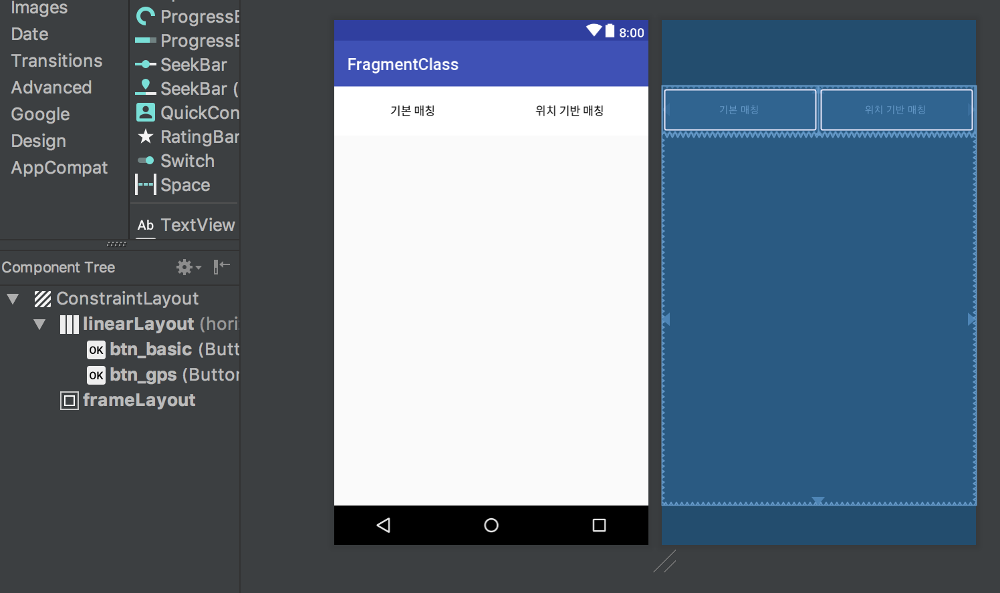 Images
Date
Transitions
Advanced
Google
Design
AppCompat
ProgressB
ProgressB
SeekBar
SeekBar (
QuickCon
RatingBar
Switch
Space
Ab TextView
Component Tree
ConstraintLayout
linearLayout (hori
OK btn_basic (Butt
OK btn_gps (Button
frameLayout
8:00
FragmentClass
기본 매칭 위치 기반 매칭
기본 매칭 위치 기반 매칭